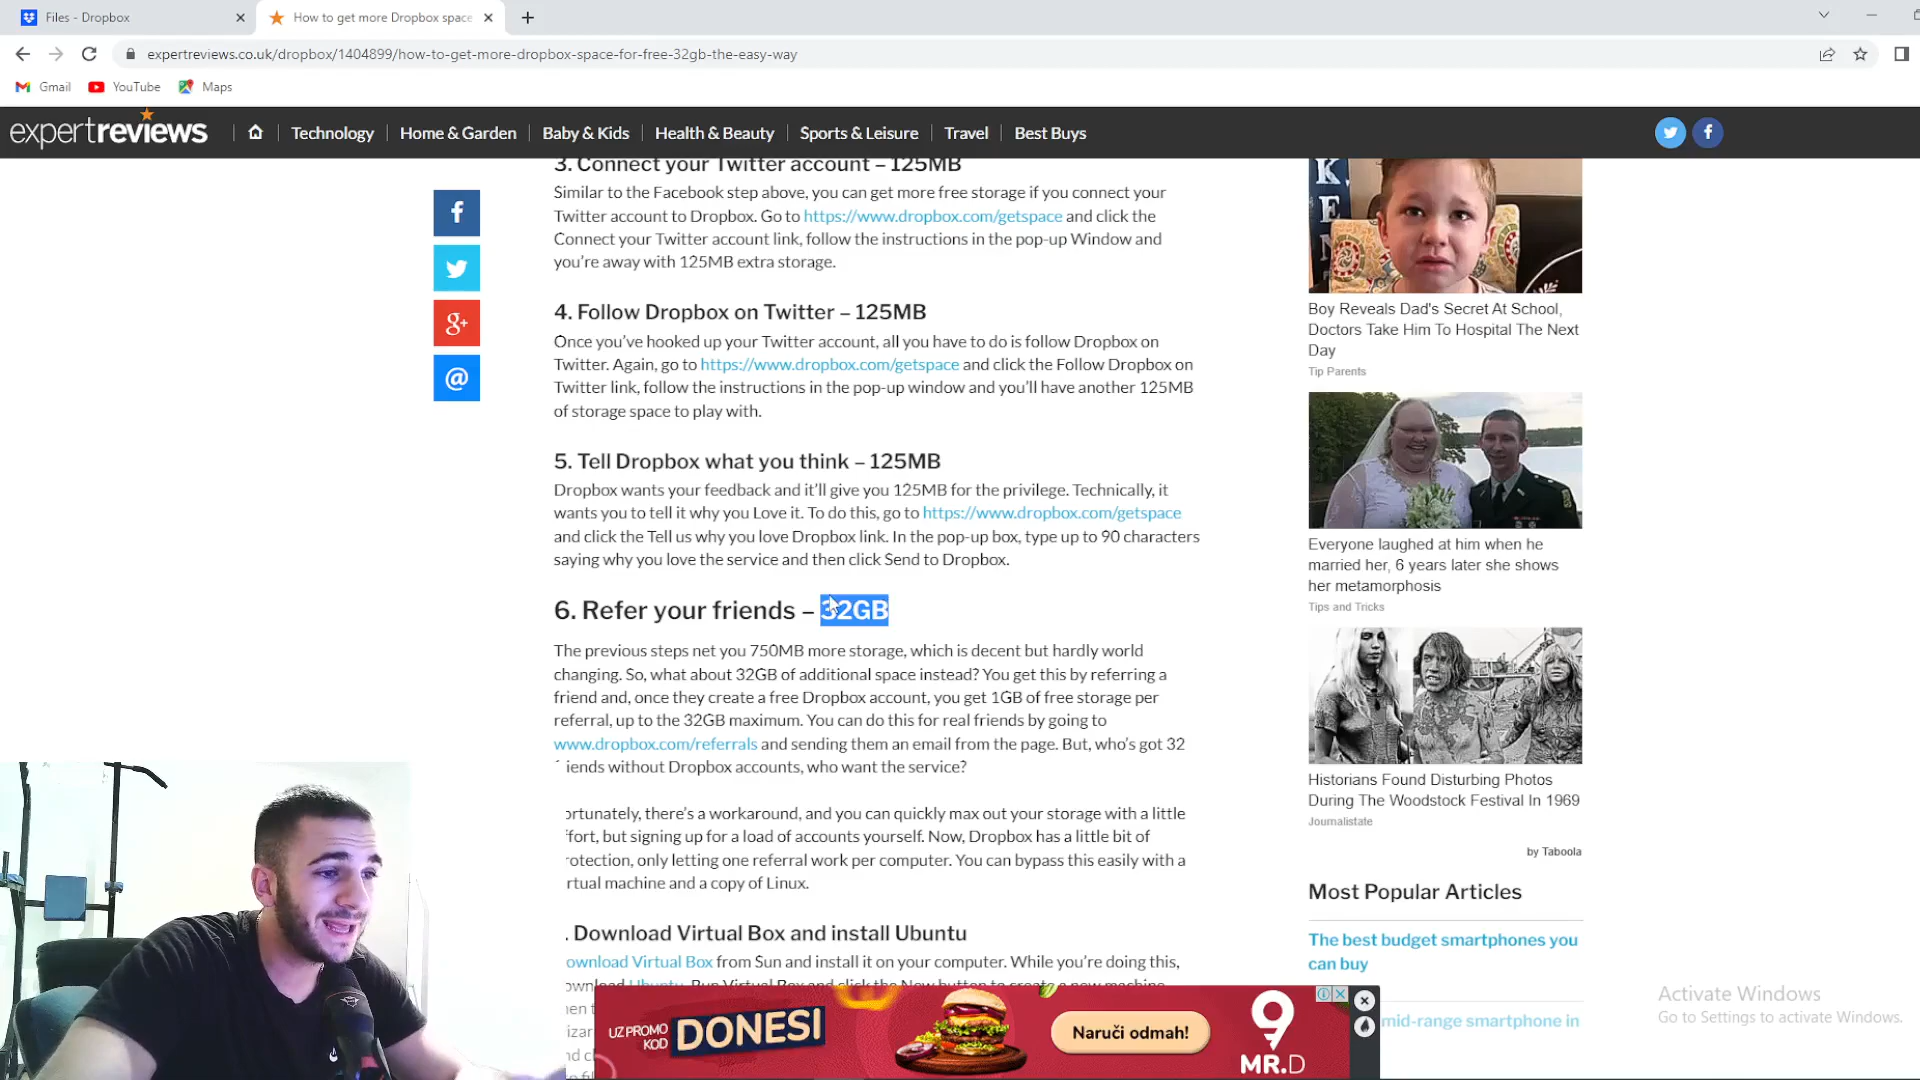 Files - Dropbox
How to get more Dropbox space
expertreviews.co.uk/dropbox/1404899/how-to-get-more-dropbox-space-for-free-32gb-the-easy-way
Gmail
YouTube
Maps
expertreviews
Technology
Home & Garden
Baby & Kids
Health & Beauty
Sports & Leisure
Travel
Best Buys
3. Connect your Twitter account – 125MB
Similar to the Facebook step above, you can get more free storage if you connect your
Twitter account to Dropbox. Go to https://www.dropbox.com/getspace and click the
Connect your Twitter account link, follow the instructions in the pop-up Window and
you're away with 125MB extra storage.
4. Follow Dropbox on Twitter – 125MB
Once you've hooked up your Twitter account, all you have to do is follow Dropbox on
Twitter. Again, go to https://www.dropbox.com/getspace and click the Follow Dropbox on
Twitter link, follow the instructions in the pop-up window and you'll have another 125MB
of storage space to play with.
5. Tell Dropbox what you think – 125MB
Dropbox wants your feedback and it'll give you 125MB for the privilege. Technically, it
wants you to tell it why you Love it. To do this, go to https://www.dropbox.com/getspace
and click the Tell us why you love Dropbox link. In the pop-up box, type up to 90 characters
saying why you love the service and then click Send to Dropbox.
6. Refer your friends – 32GB
The previous steps net you 750MB more storage, which is decent but hardly world
changing. So, what about 32GB of additional space instead? You get this by referring a
friend and, once they create a free Dropbox account, you get 1GB of free storage per
referral, up to the 32GB maximum. You can do this for real friends by going to
www.dropbox.com/referrals and sending them an email from the page. But, who's got 32
iends without Dropbox accounts, who want the service?
ortunately, there's a workaround, and you can quickly max out your storage with a little
ffort, but signing up for a load of accounts yourself. Now, Dropbox has a little bit of
rotection, only letting one referral work per computer. You can bypass this easily with a
rtual machine and a copy of Linux.
. Download Virtual Box and install Ubuntu
ownload Virtual Box from Sun and install it on your computer. While you're doing this,
UZ PROMO
KOD
DONESI
Naruči odmah!
9
MR.D
K
E
N
Boy Reveals Dad's Secret At School,
Doctors Take Him To Hospital The Next
Day
Tip Parents
Everyone laughed at him when he
married her, 6 years later she shows
her metamorphosis
Tips and Tricks
Historians Found Disturbing Photos
During The Woodstock Festival In 1969
Journalistate
by Taboola
Most Popular Articles
The best budget smartphones you
can buy
mid-range smartphone in
Activate Windows
Go to Settings to activate Windows.